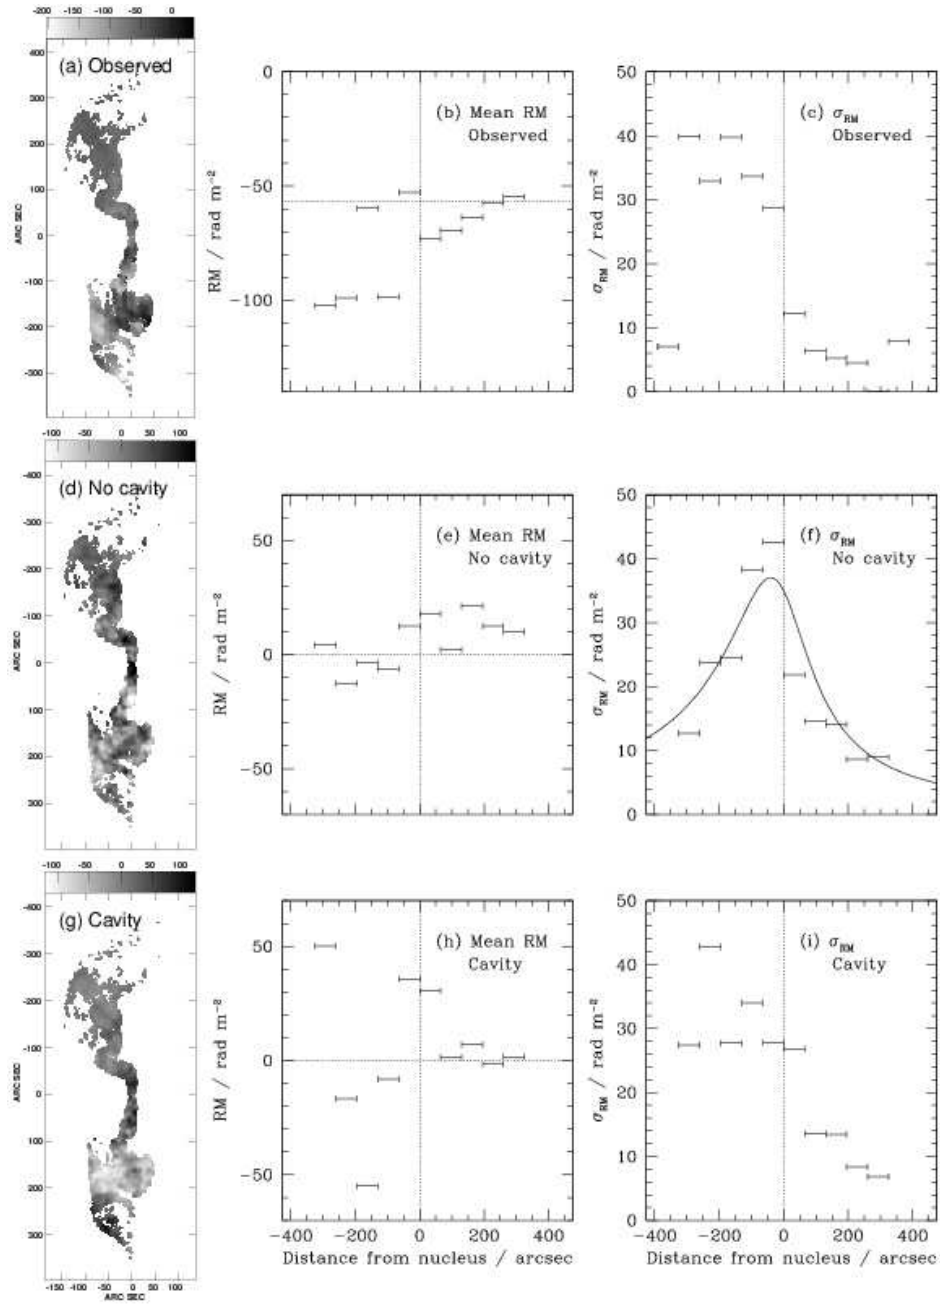 -200 -150 -100 -50 0
(a) Observed
400
300
200
100
0
-100
-200
-300
ARC SEC
0
-50
-100
RM / rad m⁻²
(b) Mean RM
Observed
50
40
30
20
10
0
σRM / rad m⁻²
(c) σRM
Observed
-100 -50 0 50 100
(d) No cavity
-400
-300
-200
-100
0
100
200
300
ARC SEC
50
0
-50
RM / rad m⁻²
(e) Mean RM
No cavity
50
40
30
20
10
0
σRM / rad m⁻²
(f) σRM
No cavity
-100 -50 0 50 100
(g) Cavity
-400
-300
-200
-100
0
100
200
300
ARC SEC
150 100 50 0 -50 -100
ARC SEC
50
0
-50
RM / rad m⁻²
(h) Mean RM
Cavity
-400 -200 0 200 400
Distance from nucleus / arcsec
50
40
30
20
10
0
σRM / rad m⁻²
(i) σRM
Cavity
-400 -200 0 200 400
Distance from nucleus / arcsec